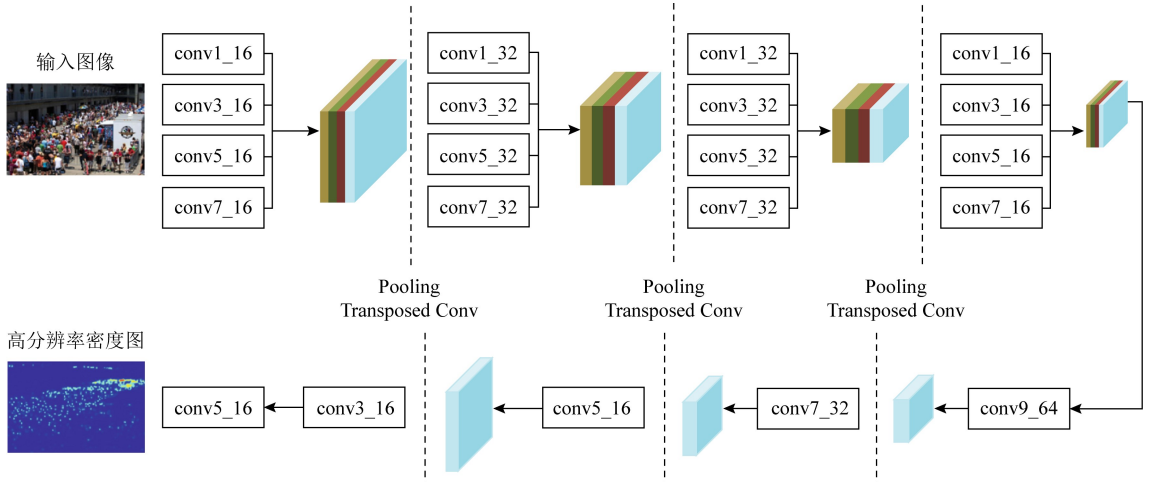 输入图像
conv1_16
conv3_16
conv5_16
conv7_16
conv1_32
conv3_32
conv5_32
conv7_32
conv1_32
conv3_32
conv5_32
conv7_32
conv1_16
conv3_16
conv5_16
conv7_16
Pooling
Transposed Conv
Pooling
Transposed Conv
Pooling
Transposed Conv
高分辨率密度图
conv5_16
conv3_16
conv5_16
conv7_32
conv9_64